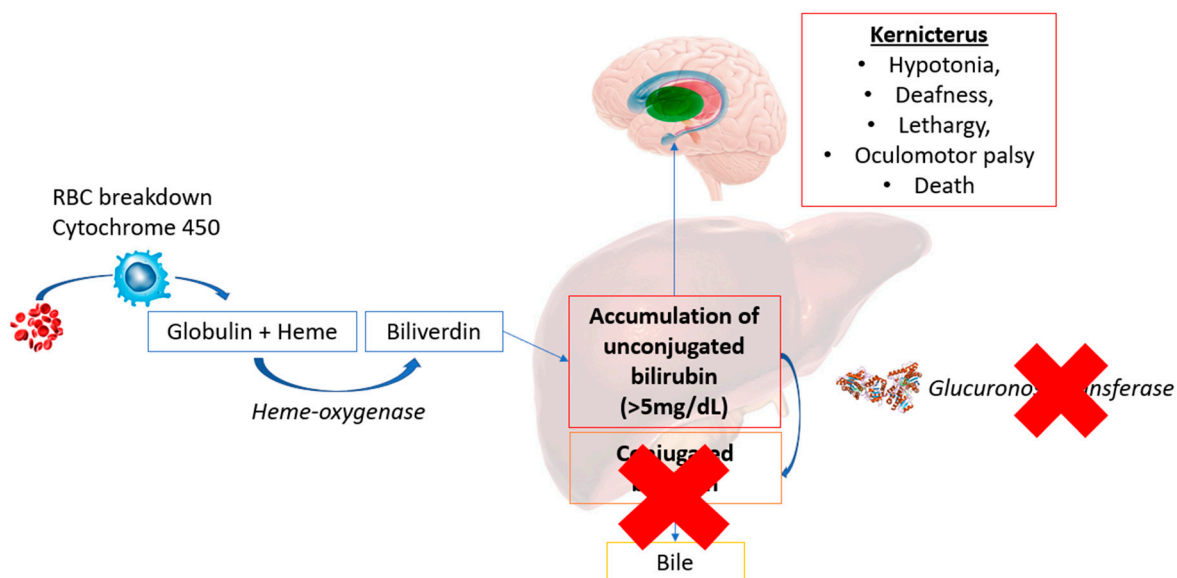 Kernicterus
• Hypotonia,
• Deafness,
• Lethargy,
• Oculomotor palsy
• Death
RBC breakdown
Cytochrome 450
Globulin + Heme
Biliverdin
Heme-oxygenase
Accumulation of
unconjugated
bilirubin
(>5mg/dL)
Bile